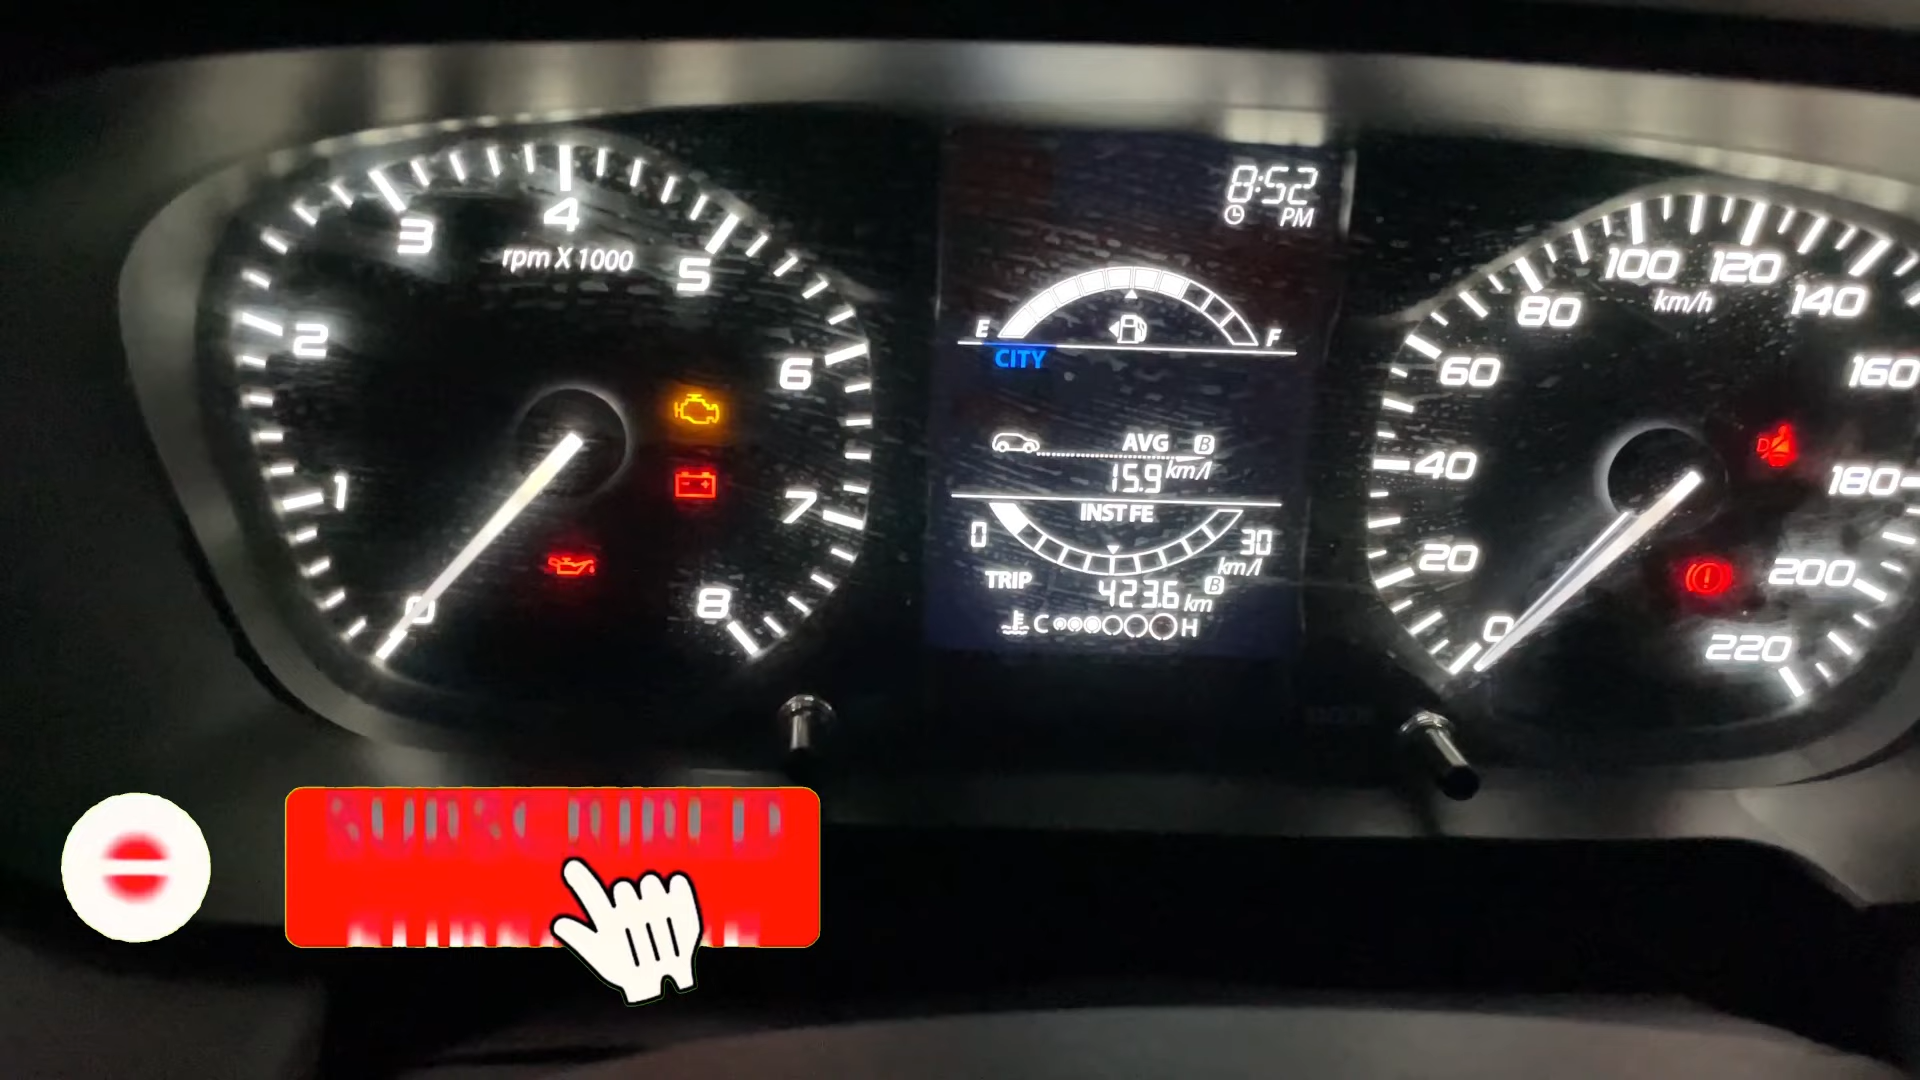 8:52
PM
3
4
rpm X 1000
5
2
6
1
7
0
8
E
F
CITY
AVG B
15.9 km/l
INST FE
0
30
km/l
TRIP
423.6 km B
C
H
100
120
km/h
80
140
60
160
40
180
20
200
0
220
SUBSCRIBED